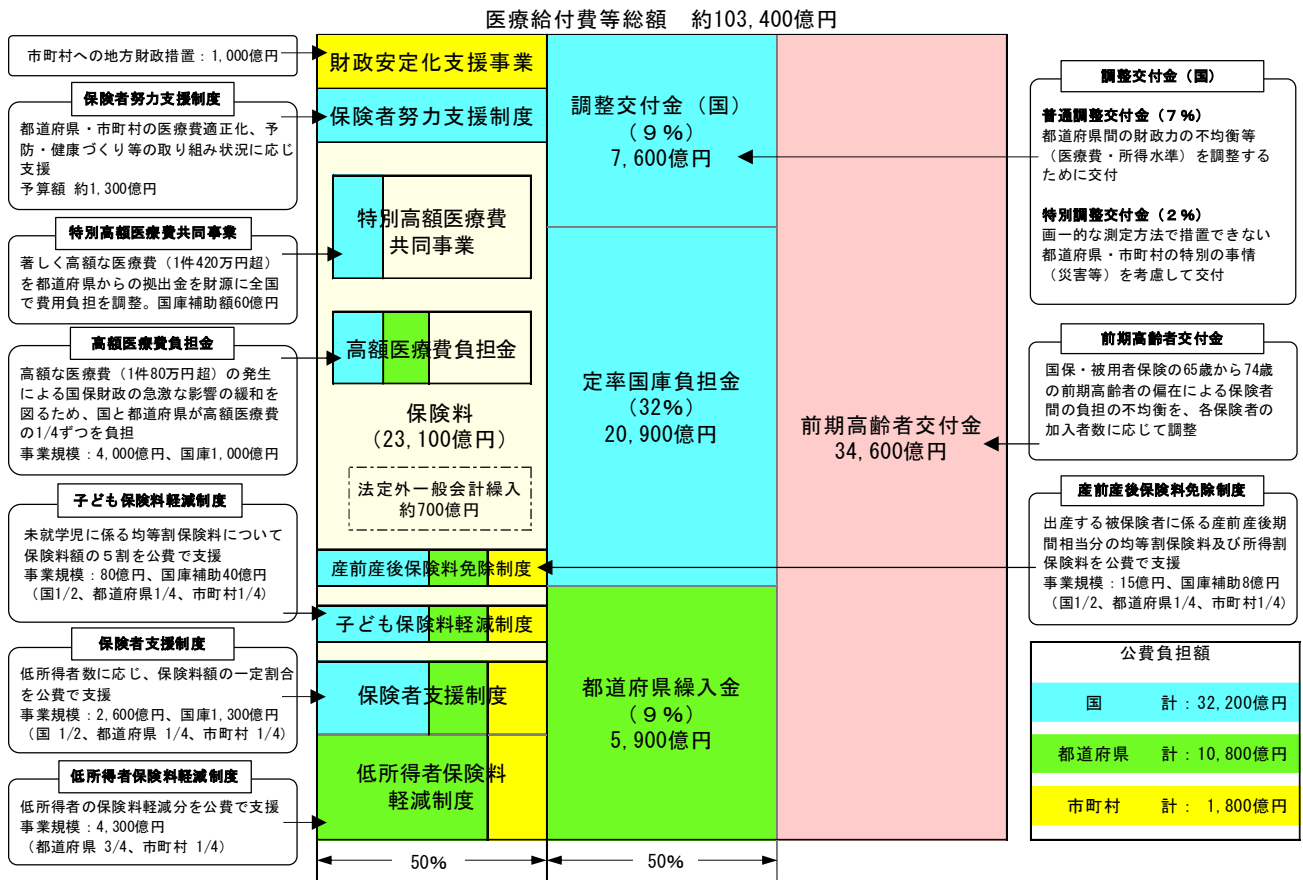 医療給付費等総額　約103,400億円
市町村への地方財政措置：1,000億円
保険者努力支援制度
都道府県・市町村の医療費適正化、予
防・健康づくり等の取り組み状況に応じ
支援
予算額 約1,300億円
特別高額医療費共同事業
著しく高額な医療費（1件420万円超）
を都道府県からの拠出金を財源に全国
で費用負担を調整。国庫補助額60億円
高額医療費負担金
高額な医療費（1件80万円超）の発生
による国保財政の急激な影響の緩和を
図るため、国と都道府県が高額医療費
の1/4ずつを負担
事業規模：4,000億円、国庫1,000億円
子ども保険料軽減制度
未就学児に係る均等割保険料について
保険料額の５割を公費で支援
事業規模：80億円、国庫補助40億円
（国1/2、都道府県1/4、市町村1/4）
保険者支援制度
低所得者数に応じ、保険料額の一定割合
を公費で支援
事業規模：2,600億円、国庫1,300億円
（国 1/2、都道府県 1/4、市町村 1/4）
低所得者保険料軽減制度
低所得者の保険料軽減分を公費で支援
事業規模：4,300億円
（都道府県 3/4、市町村 1/4）
財政安定化支援事業
保険者努力支援制度
特別高額医療費
共同事業
高額医療費負担金
保険料
（23,100億円）
法定外一般会計繰入
約700億円
産前産後保険料免除制度
子ども保険料軽減制度
保険者支援制度
低所得者保険料
軽減制度
50%
調整交付金（国）
（９％）
7,600億円
定率国庫負担金
（32%）
20,900億円
都道府県繰入金
（９％）
5,900億円
50%
前期高齢者交付金
34,600億円
調整交付金（国）
普通調整交付金（７％）
都道府県間の財政力の不均衡等
（医療費・所得水準）を調整する
ために交付
特別調整交付金（２％）
画一的な測定方法で措置できない
都道府県・市町村の特別の事情
（災害等）を考慮して交付
前期高齢者交付金
国保・被用者保険の65歳から74歳
の前期高齢者の偏在による保険者
間の負担の不均衡を、各保険者の
加入者数に応じて調整
産前産後保険料免除制度
出産する被保険者に係る産前産後期
間相当分の均等割保険料及び所得割
保険料を公費で支援
事業規模：15億円、国庫補助8億円
（国1/2、都道府県1/4、市町村1/4）
公費負担額
国　計：32,200億円
都道府県　計：10,800億円
市町村　計：1,800億円